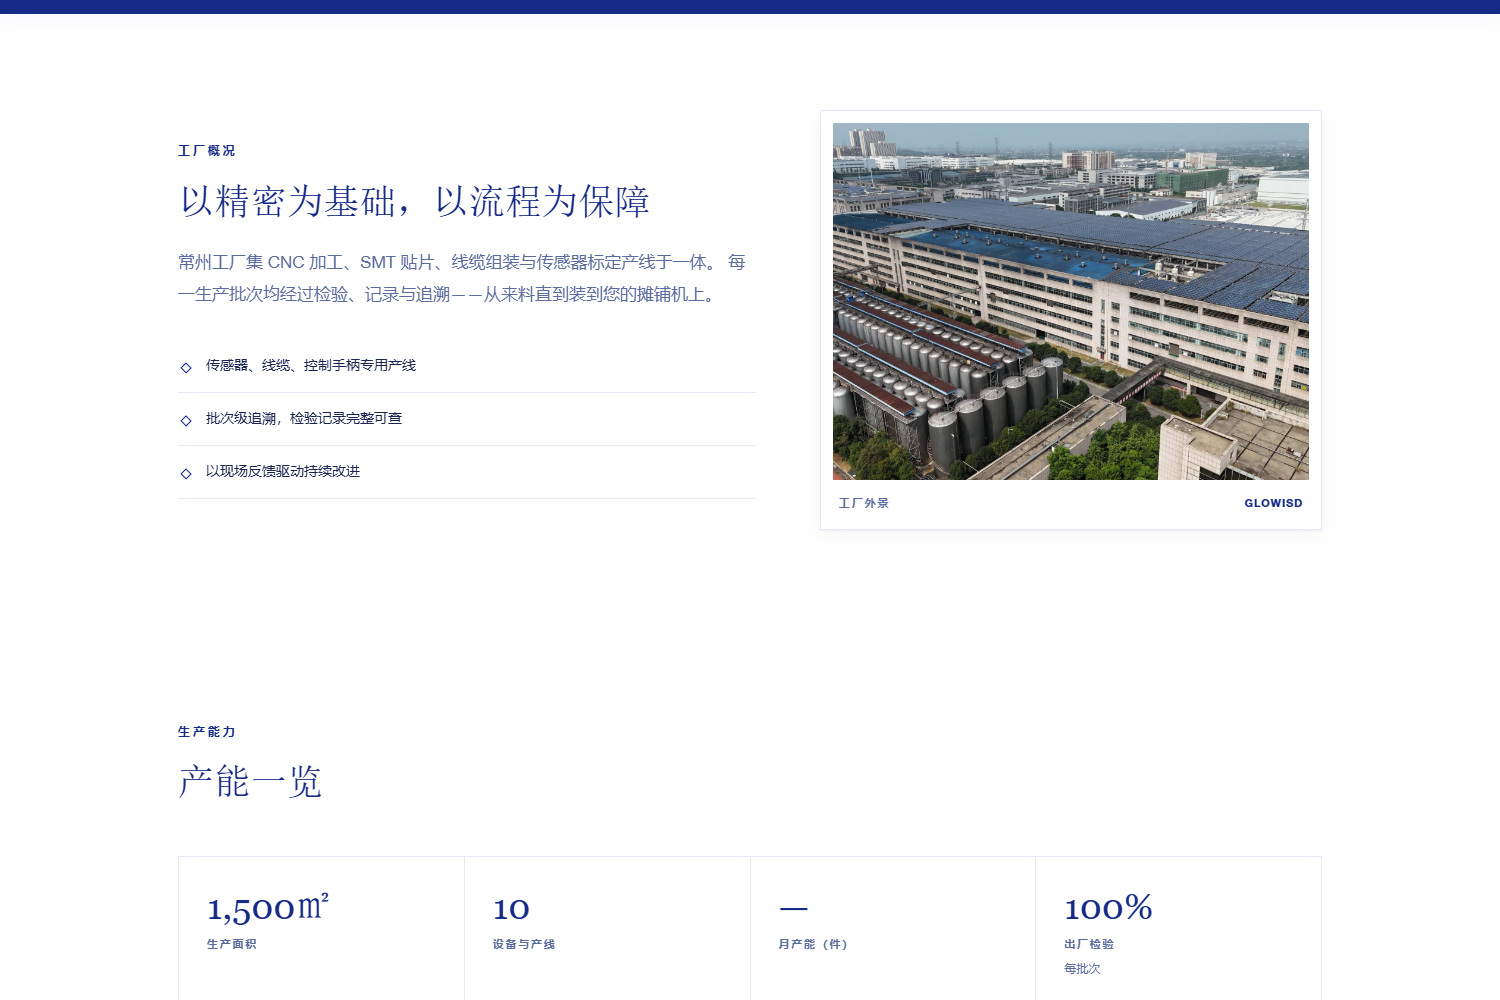 工厂概况
以精密为基础，以流程为保障
常州工厂集 CNC 加工、SMT 贴片、线缆组装与传感器标定产线于一体。 每
一生产批次均经过检验、记录与追溯——从来料直到装到您的摊铺机上。
传感器、线缆、控制手柄专用产线
批次级追溯，检验记录完整可查
以现场反馈驱动持续改进
工厂外景
GLOWISD
生产能力
产能一览
1,500㎡
生产面积
10
设备与产线
—
月产能（件）
100%
出厂检验
每批次